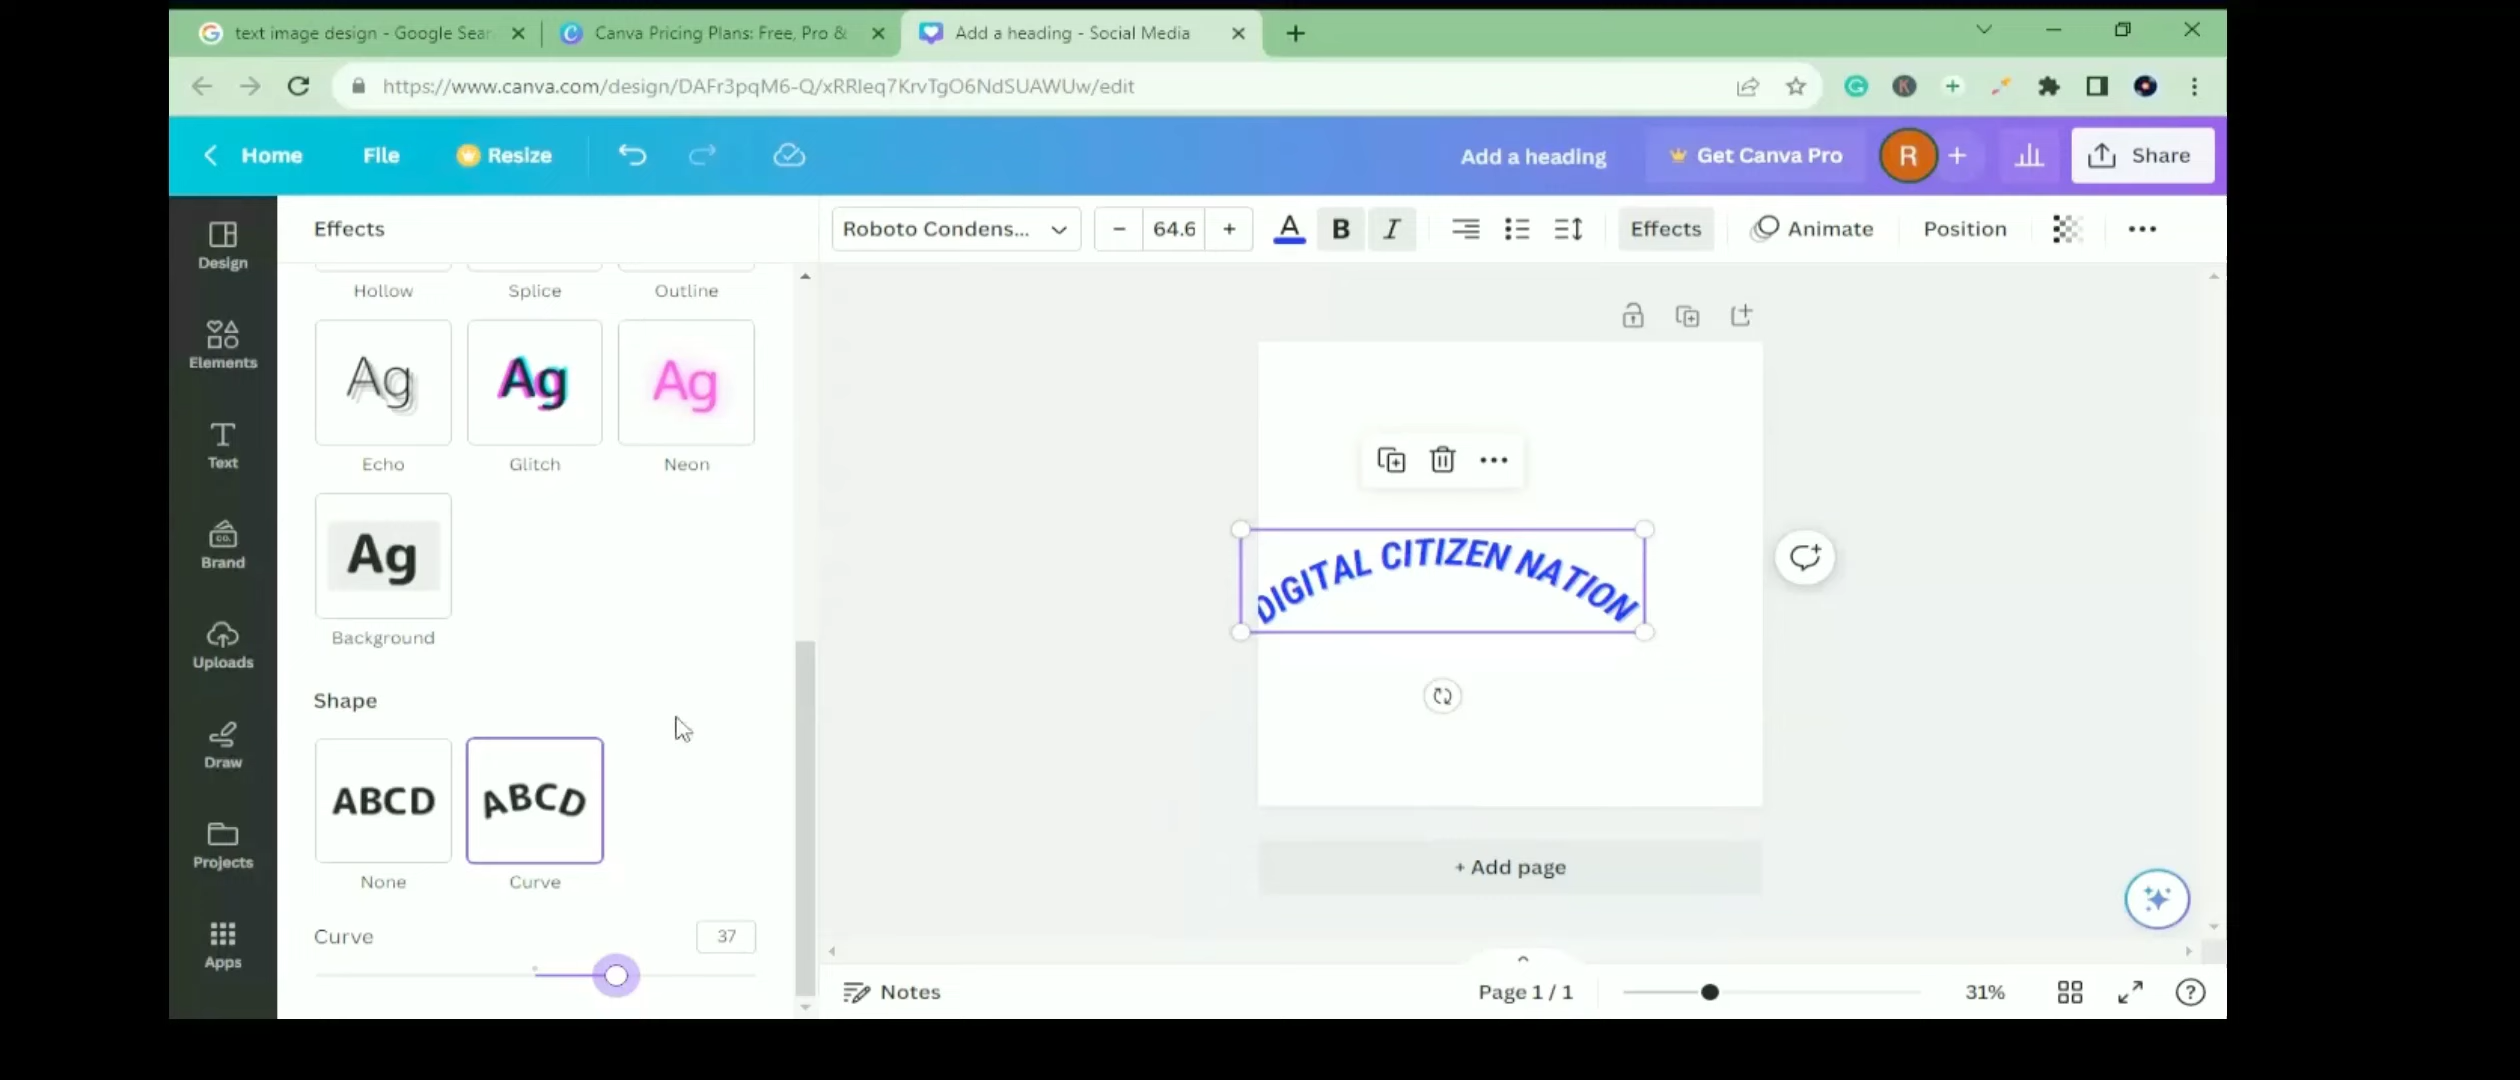 text image design - Google Sear
Canva Pricing Plans: Free, Pro &
Add a heading - Social Media
https://www.canva.com/design/DAFr3pqM6-Q/xRRIeq7KrvTgO6NdSUAWUw/edit
K
Home
File
Resize
Add a heading
Get Canva Pro
R
Share
Effects
Roboto Condens...
64.6
A
B
I
Effects
Animate
Position
Design
Elements
Text
Brand
Uploads
Draw
Projects
Apps
Hollow
Splice
Outline
Ag
Ag
Ag
Echo
Glitch
Neon
Ag
Background
Shape
ABCD
ABCD
None
Curve
Curve
37
DIGITAL CITIZEN NATION
+ Add page
Notes
Page 1 / 1
31%